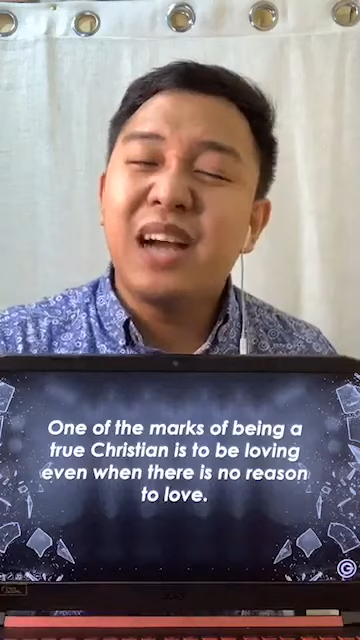 One of the marks of being a
true Christian is to be loving
even when there is no reason
to love.